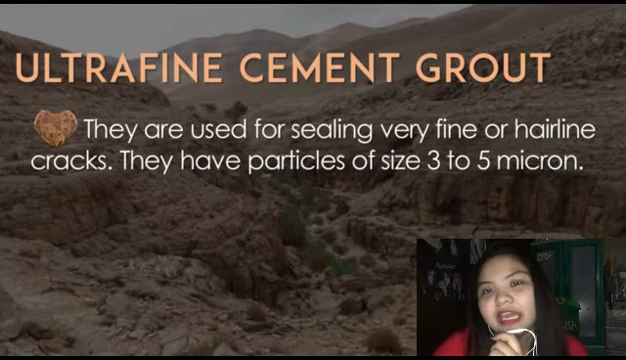 ULTRAFINE CEMENT GROUT
They are used for sealing very fine or hairline
cracks. They have particles of size 3 to 5 micron.